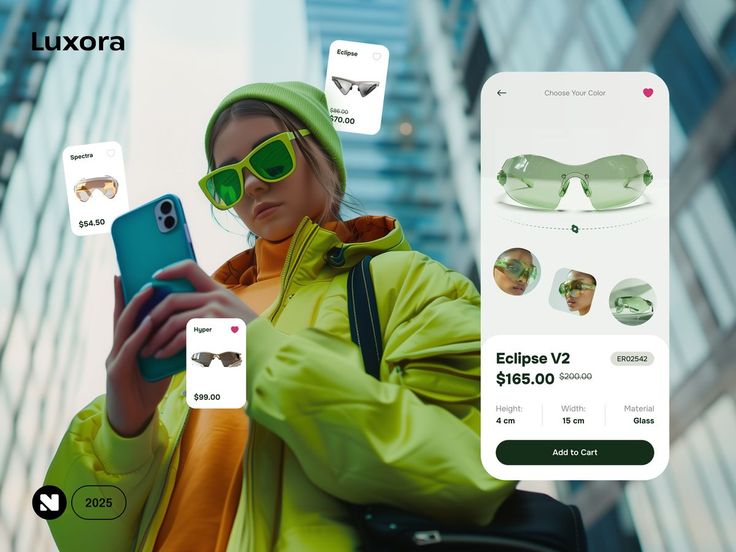 Luxora
Eclipse
$86.00
$70.00
Spectra
$54.50
Hyper
$99.00
N
2025
Choose Your Color
Eclipse V2
ER02542
$165.00 $200.00
Height: Width: Material
4 cm 15 cm Glass
Add to Cart